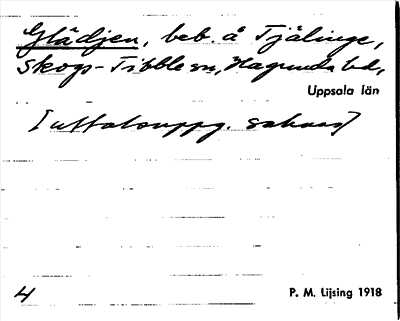 Glädjen, beb. å Tjälinge,
Skogs-Tibble sn, Hagunda hd,
Uppsala län
[uttalsuppg. saknas]
4
P. M. Lijsing 1918